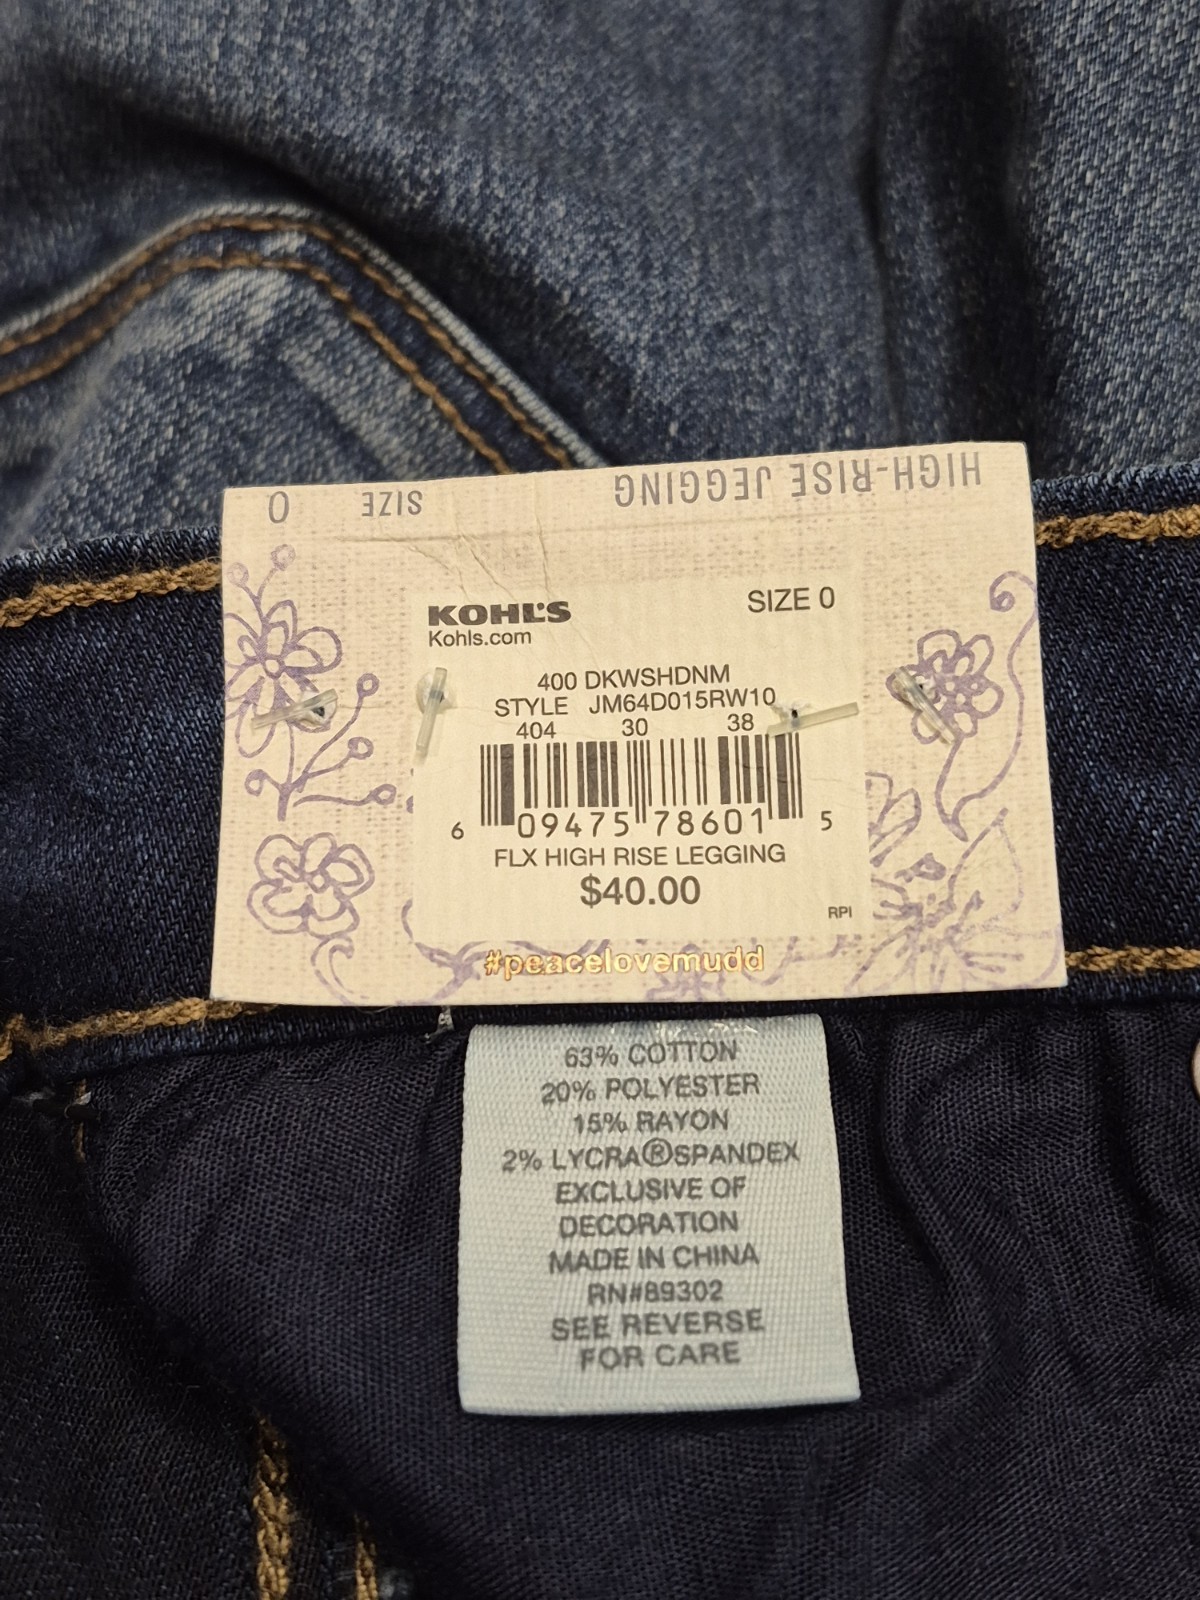 HIGH-RISE JEGGING SIZE 0
KOHL'S SIZE 0
Kohls.com
400 DKWSHDNM
STYLE JM64D015RW10
404 30 38
6 09475 78601 5
FLX HIGH RISE LEGGING
$40.00
RPI
#peacelovemudd
63% COTTON
20% POLYESTER
15% RAYON
2% LYCRA®SPANDEX
EXCLUSIVE OF
DECORATION
MADE IN CHINA
RN#89302
SEE REVERSE
FOR CARE